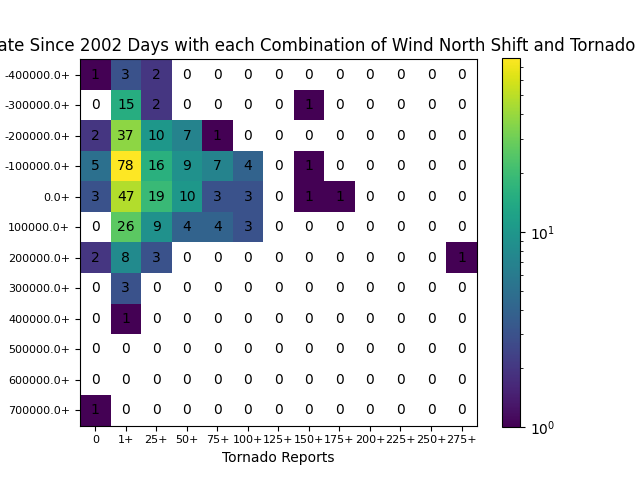 ate Since 2002 Days with each Combination of Wind North Shift and Tornado
-400000.0+ 1 3 2 0 0 0 0 0 0 0 0 0 0
-300000.0+ 0 15 2 0 0 0 0 1 0 0 0 0 0
-200000.0+ 2 37 10 7 1 0 0 0 0 0 0 0 0
-100000.0+ 5 78 16 9 7 4 0 1 0 0 0 0 0
0.0+ 3 47 19 10 3 3 0 1 1 0 0 0 0
100000.0+ 0 26 9 4 4 3 0 0 0 0 0 0 0
200000.0+ 2 8 3 0 0 0 0 0 0 0 0 0 1
300000.0+ 0 3 0 0 0 0 0 0 0 0 0 0 0
400000.0+ 0 1 0 0 0 0 0 0 0 0 0 0 0
500000.0+ 0 0 0 0 0 0 0 0 0 0 0 0 0
600000.0+ 0 0 0 0 0 0 0 0 0 0 0 0 0
700000.0+ 1 0 0 0 0 0 0 0 0 0 0 0 0
0 1+ 25+ 50+ 75+ 100+ 125+ 150+ 175+ 200+ 225+ 250+ 275+
Tornado Reports
10¹
10⁰